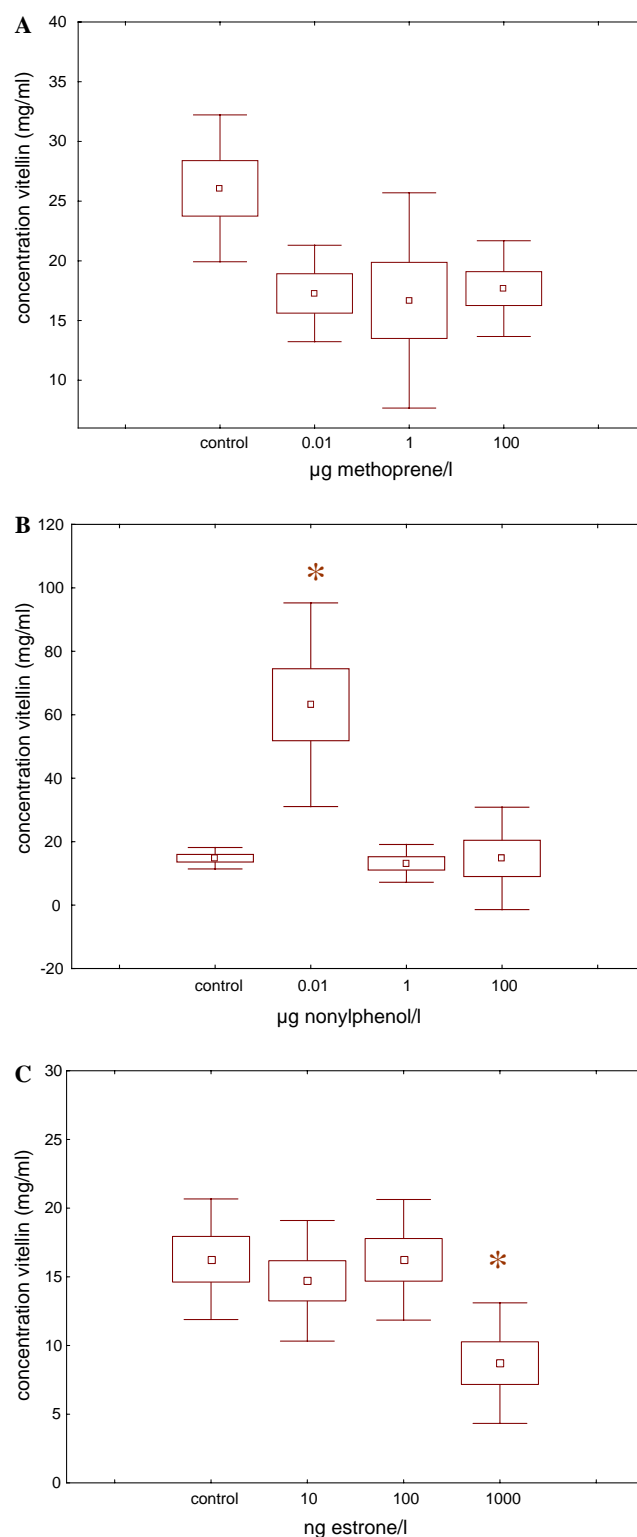 A
concentration vitellin (mg/ml)
40
35
30
25
20
15
10
control 0.01 1 100
µg methoprene/l
B
concentration vitellin (mg/ml)
120
100
80
60
40
20
0
-20
*
control 0.01 1 100
µg nonylphenol/l
C
concentration vitellin (mg/ml)
30
25
20
15
10
5
0
*
control 10 100 1000
ng estrone/l